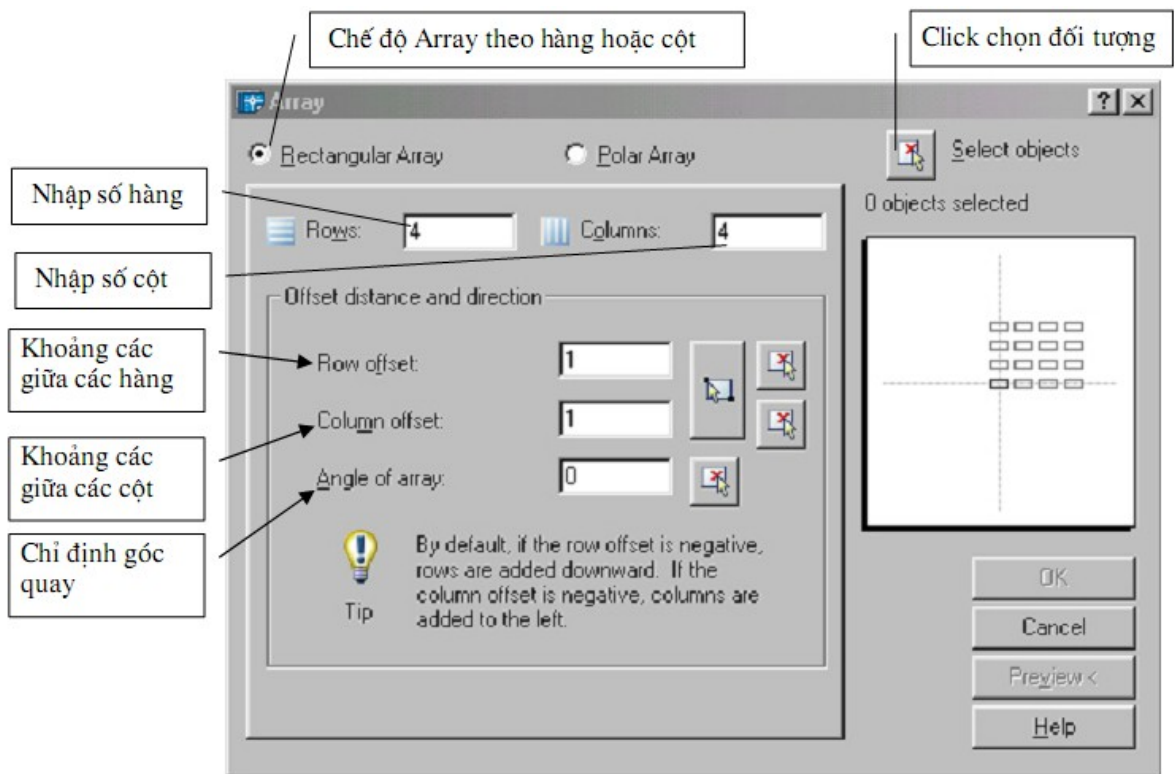 Chế độ Array theo hàng hoặc cột
Click chọn đối tượng
Array
Rectangular Array
Polar Array
Select objects
Nhập số hàng
0 objects selected
Rows:
4
Columns:
4
Nhập số cột
Offset distance and direction
Khoảng các
giữa các hàng
Row offset:
1
Column offset:
1
Khoảng các
giữa các cột
Angle of array:
0
Chỉ định góc
quay
By default, if the row offset is negative,
rows are added downward. If the
column offset is negative, columns are
added to the left.
Tip
OK
Cancel
Preview <
Help